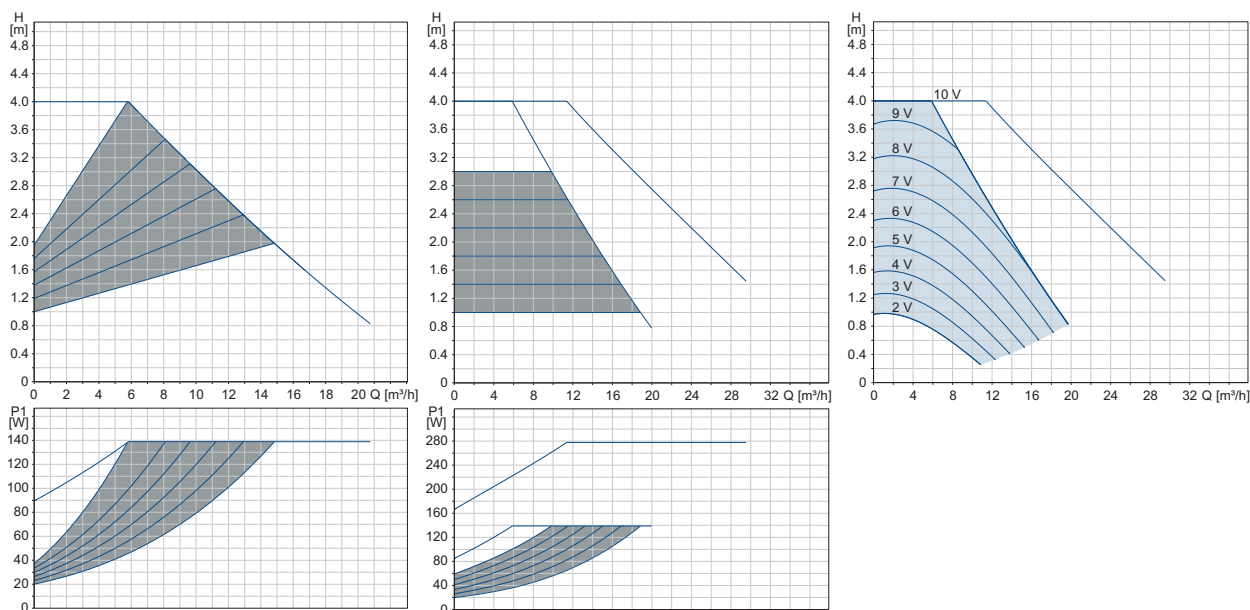 H
[m]
4.8
4.4
4.0
3.6
3.2
2.8
2.4
2.0
1.6
1.2
0.8
0.4
0
0 2 4 6 8 10 12 14 16 18 20 Q [m³/h]
P1
[W]
140
120
100
80
60
40
20
0
H
[m]
4.8
4.4
4.0
3.6
3.2
2.8
2.4
2.0
1.6
1.2
0.8
0.4
0
0 4 8 12 16 20 24 28 32 Q [m³/h]
P1
[W]
280
240
200
160
120
80
40
0
H
[m]
4.8
4.4
4.0
3.6
3.2
2.8
2.4
2.0
1.6
1.2
0.8
0.4
0
10 V
9 V
8 V
7 V
6 V
5 V
4 V
3 V
2 V
0 4 8 12 16 20 24 28 32 Q [m³/h]